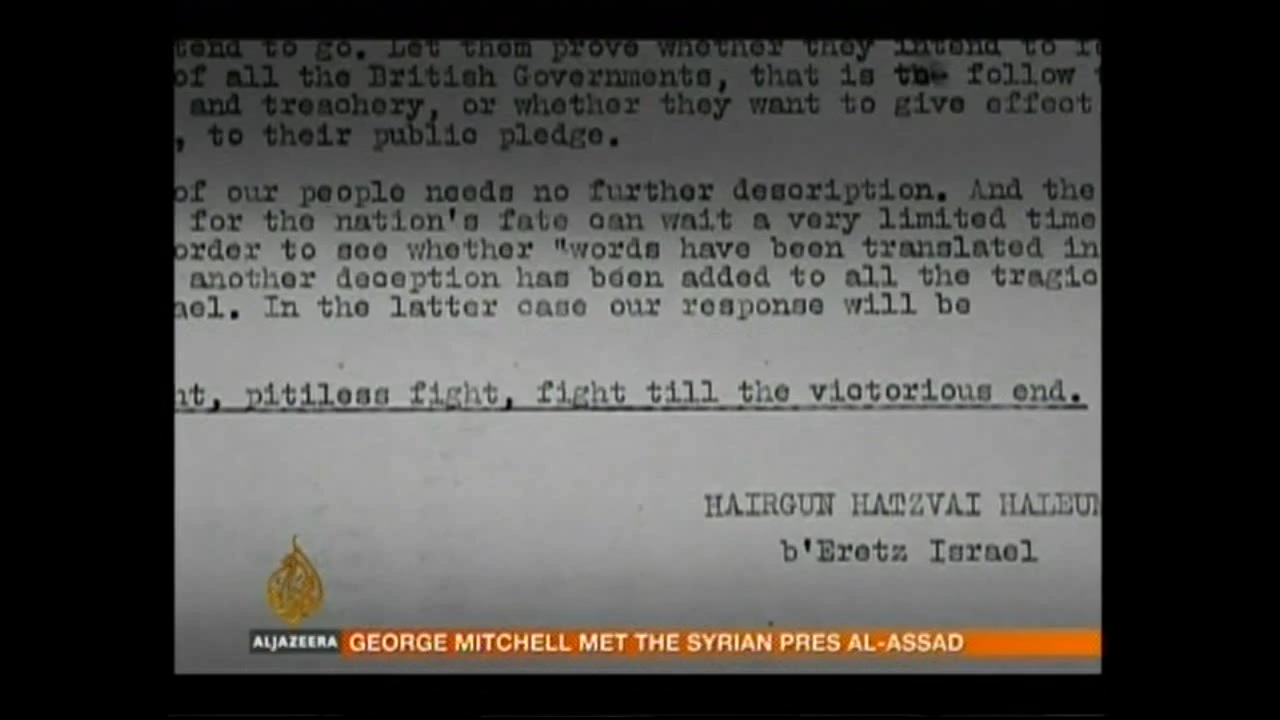 tend to go. Let them prove whether they intend to
of all the British Governments, that is the follow
and treachery, or whether they want to give effect
, to their public pledge.
of our people needs no further description. And the
for the nation's fate can wait a very limited time
order to see whether "words have been translated in
another deception has been added to all the tragic
ael. In the latter case our response will be
ht, pitiless fight, fight till the victorious end.
HAIRGUN HATZVAI HALEUM
b'Eretz Israel
ALJAZEERA GEORGE MITCHELL MET THE SYRIAN PRES AL-ASSAD